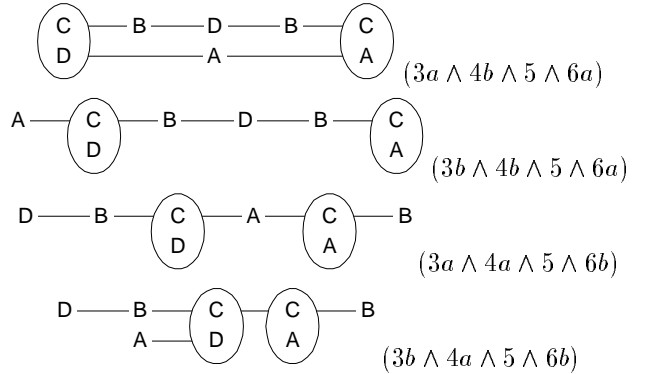 C B D B C
D A A (3a ∧ 4b ∧ 5 ∧ 6a)
A C B D B C
D A (3b ∧ 4b ∧ 5 ∧ 6a)
D B C A C B
D A (3a ∧ 4a ∧ 5 ∧ 6b)
D B C C B
A D A (3b ∧ 4a ∧ 5 ∧ 6b)